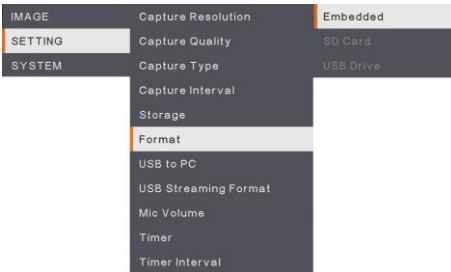 IMAGE
SETTING
SYSTEM
Capture Resolution
Capture Quality
Capture Type
Capture Interval
Storage
Format
USB to PC
USB Streaming Format
Mic Volume
Timer
Timer Interval
Embedded
SD Card
USB Drive